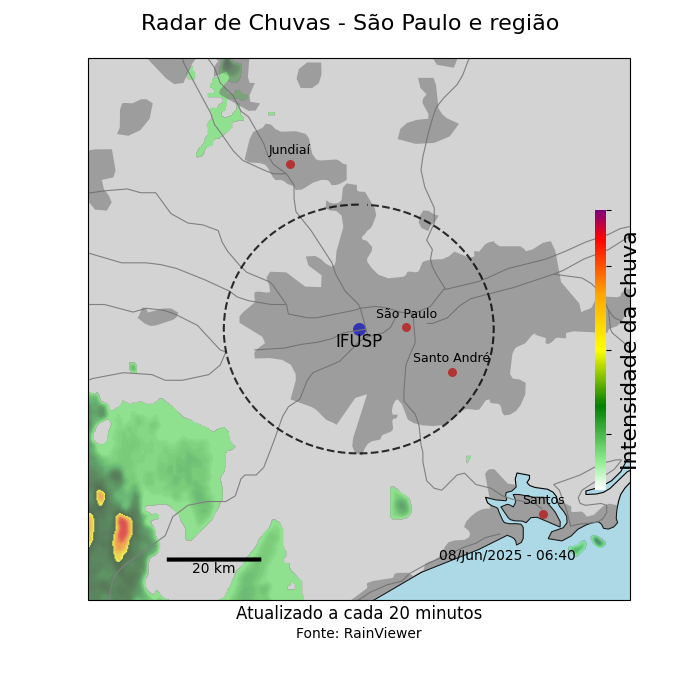 Radar de Chuvas - São Paulo e região
Jundiaí
São Paulo
IFUSP
Santo André
Intensidade da chuva
Santos
08/Jun/2025 - 06:40
20 km
Atualizado a cada 20 minutos
Fonte: RainViewer